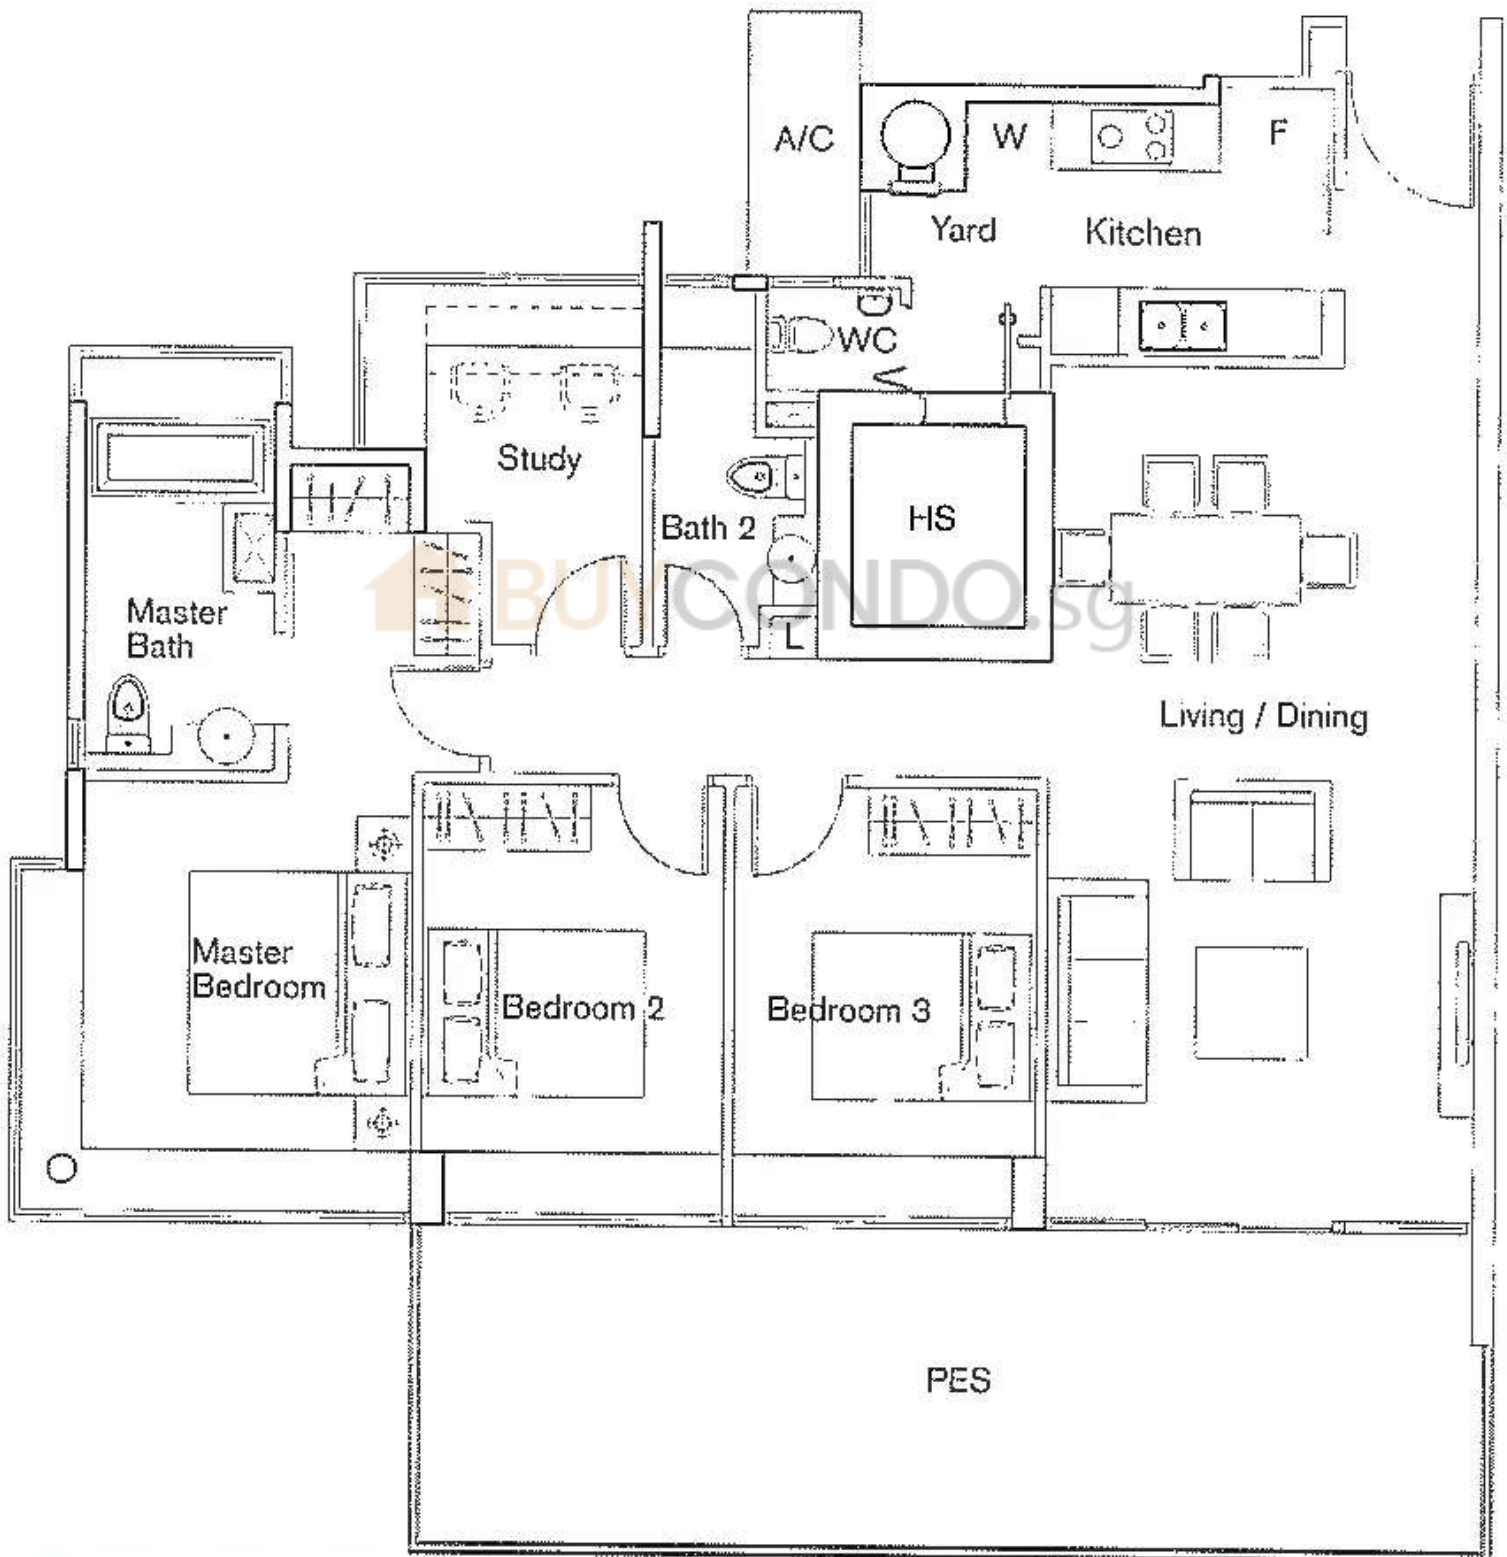 A/C
W
F
Yard
Kitchen
D
WC
Study
Bath 2
HS
BUYCONDO.sg
Master
Bath
L
Living / Dining
Master
Bedroom
Bedroom 2
Bedroom 3
PES